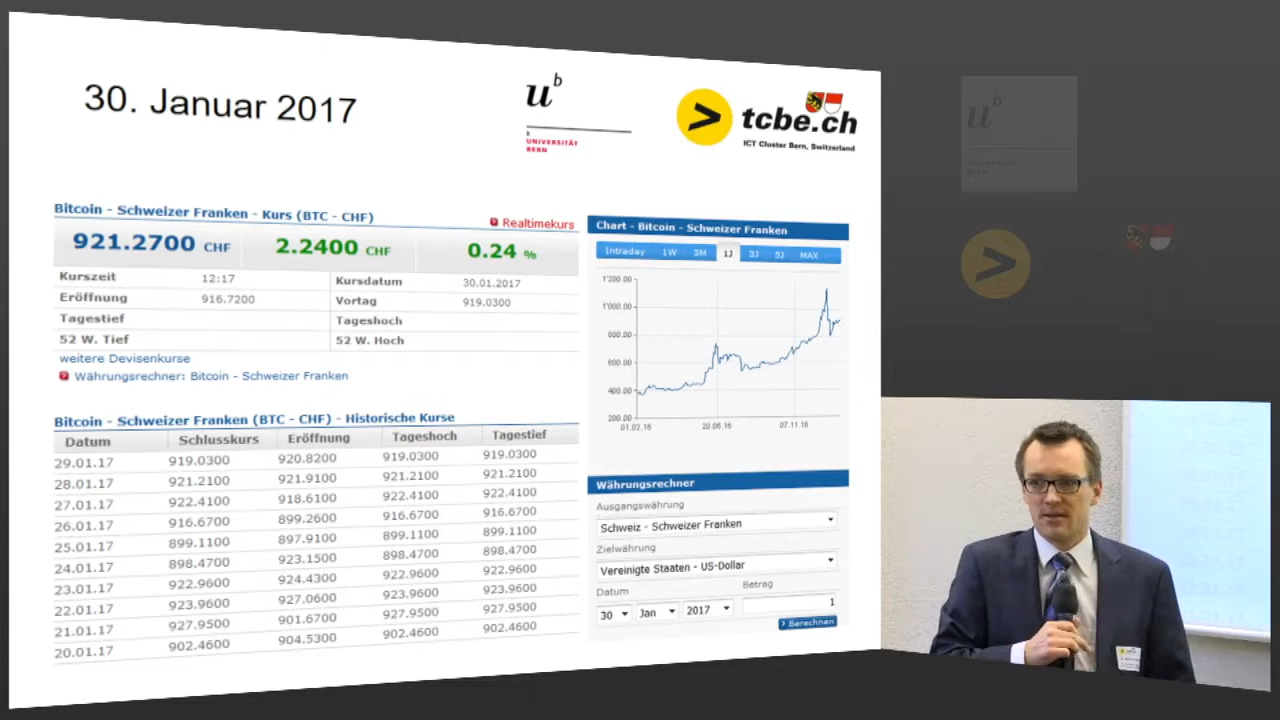 30. Januar 2017
u^b
b
UNIVERSITÄT
BERN
>
tcbe.ch
ICT Cluster Bern, Switzerland
Bitcoin - Schweizer Franken - Kurs (BTC - CHF)
Realtimekurs
921.2700 CHF 2.2400 CHF 0.24 %
Kurszeit 12:17 Kursdatum 30.01.2017
Eröffnung 916.7200 Vortag 919.0300
Tagestief Tageshoch
52 W. Tief 52 W. Hoch
weitere Devisenkurse
Währungsrechner: Bitcoin - Schweizer Franken
Bitcoin - Schweizer Franken (BTC - CHF) - Historische Kurse
Datum Schlusskurs Eröffnung Tageshoch Tagestief
29.01.17 919.0300 920.8200 919.0300 919.0300
28.01.17 921.2100 921.9100 921.2100 921.2100
27.01.17 922.4100 918.6100 922.4100 922.4100
26.01.17 916.6700 899.2600 916.6700 916.6700
25.01.17 899.1100 897.9100 899.1100 899.1100
24.01.17 898.4700 923.1500 898.4700 898.4700
23.01.17 922.9600 924.4300 922.9600 922.9600
22.01.17 923.9600 927.0600 923.9600 923.9600
21.01.17 927.9500 901.6700 927.9500 927.9500
20.01.17 902.4600 904.5300 902.4600 902.4600
Chart - Bitcoin - Schweizer Franken
Intraday 1W 3M 1J 3J 5J MAX
1'200.00
1'000.00
800.00
600.00
400.00
200.00
01.02.16 20.06.16 07.11.16
Währungsrechner
Ausgangswährung
Schweiz - Schweizer Franken
Zielwährung
Vereinigte Staaten - US-Dollar
Datum Betrag
30 Jan 2017 1
Berechnen